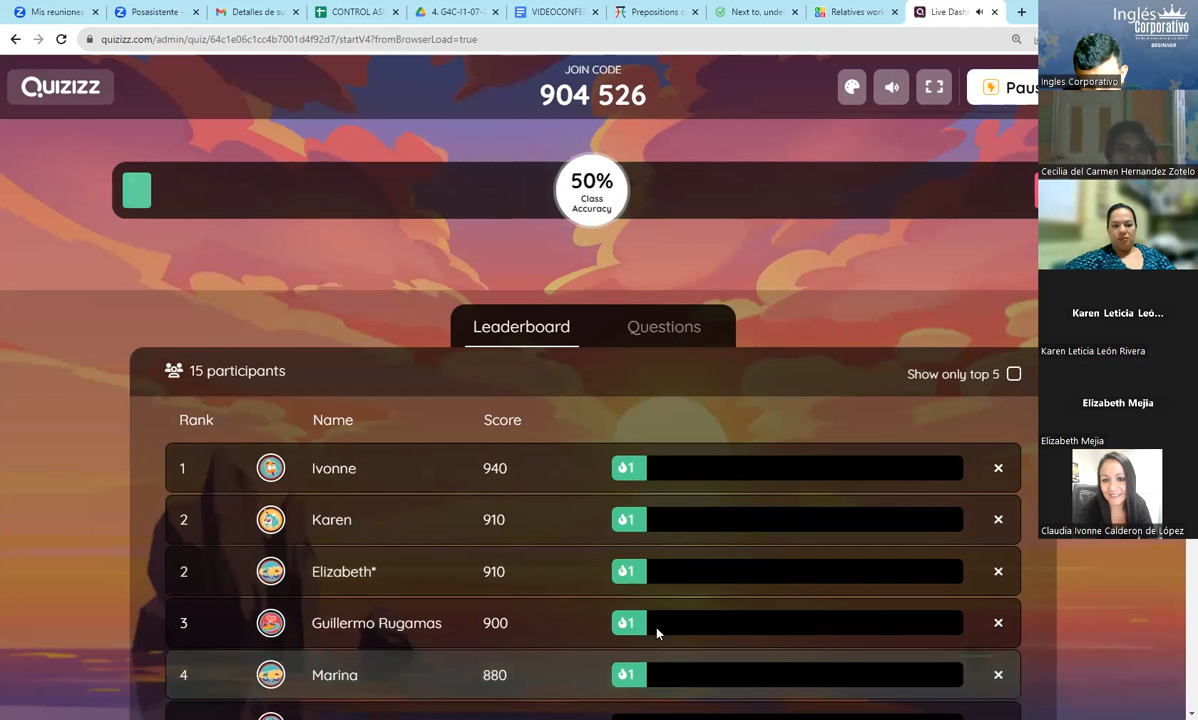 Mis reuniones
Posasistente -
Detalles de su
CONTROL ASI
4. G4C-I1-07-
VIDEOCONFE
Prepositions o
Next to, unde
Relatives work
Live Dash
quizizz.com/admin/quiz/64c1e06c1cc4b7001d4f92d7/startV4?fromBrowserLoad=true
QUIZIZZ
JOIN CODE
904 526
Paus
50%
Class
Accuracy
Leaderboard
Questions
15 participants
Show only top 5
Rank Name Score
1 Ivonne 940 1
2 Karen 910 1
2 Elizabeth* 910 1
3 Guillermo Rugamas 900 1
4 Marina 880 1
Inglés
Corporativo
BEGINNER
Ingles Corporativo
Cecilia del Carmen Hernandez Zotelo
Karen Leticia Leó...
Karen Leticia León Rivera
Elizabeth Mejia
Elizabeth Mejia
Claudia Ivonne Calderon de López